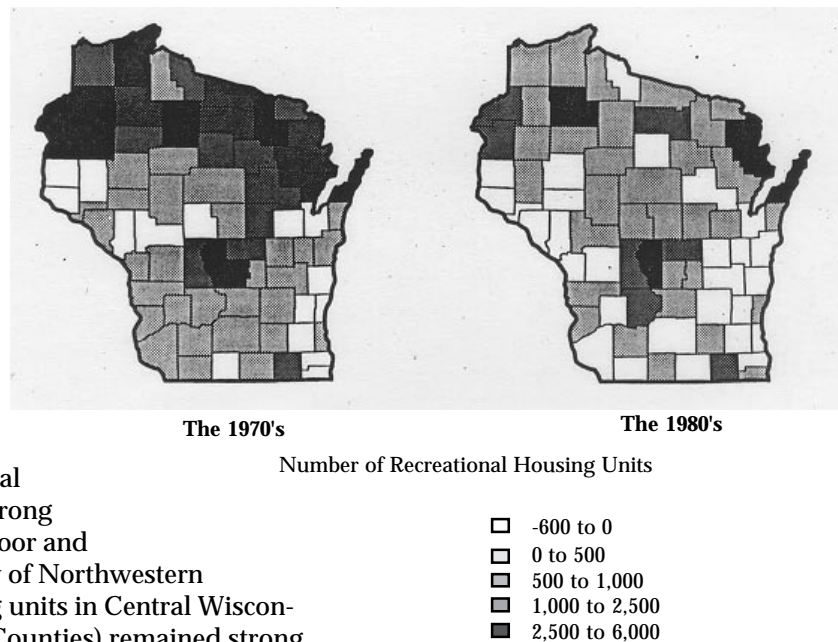 The 1970's
The 1980's
Number of Recreational Housing Units
al
rong
oor and
of Northwestern
g units in Central Wiscon-
Counties) remained strong
-600 to 0
0 to 500
500 to 1,000
1,000 to 2,500
2,500 to 6,000